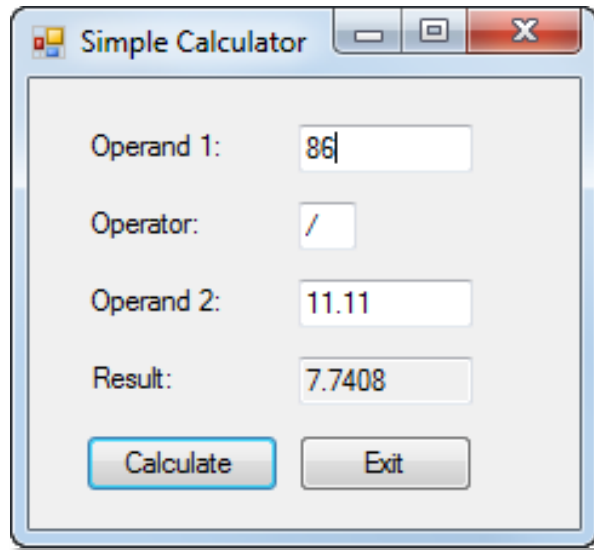 Simple Calculator
Operand 1: 86
Operator: /
Operand 2: 11.11
Result: 7.7408
Calculate Exit